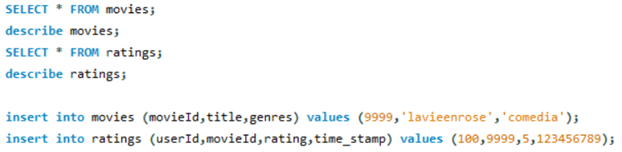 SELECT * FROM movies;
describe movies;
SELECT * FROM ratings;
describe ratings;
insert into movies (movieId,title,genres) values (9999,'lavieenrose','comedia');
insert into ratings (userId,movieId,rating,time_stamp) values (100,9999,5,123456789);